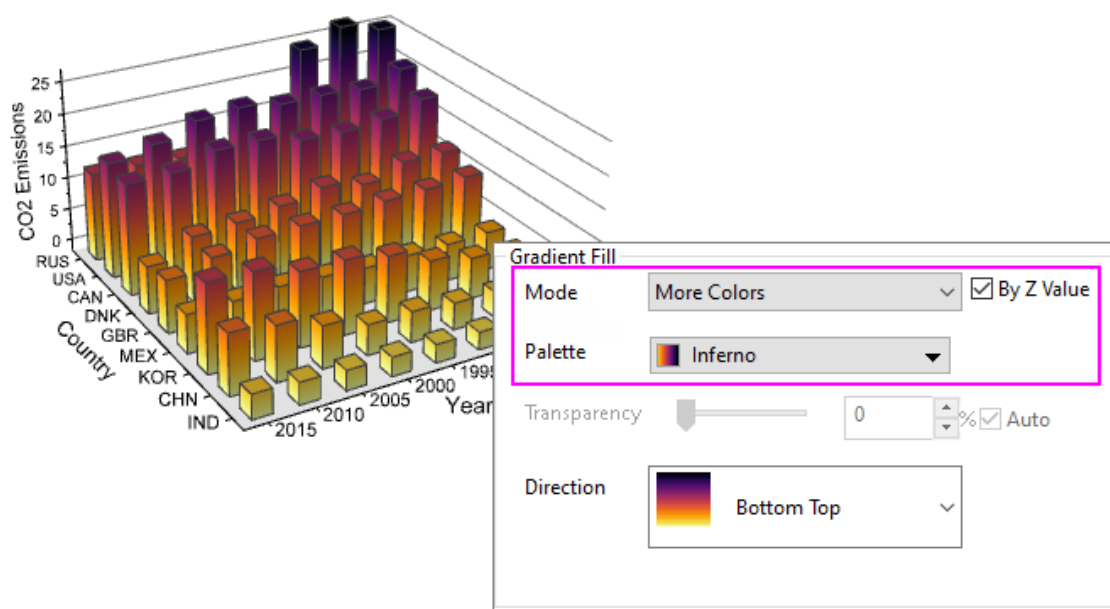 25
20
15
10
5
0
CO2 Emissions
RUS
USA
CAN
DNK
GBR
MEX
KOR
CHN
IND
Country
2015
2010
2005
2000
1995
Year
Gradient Fill
Mode
More Colors
By Z Value
Palette
Inferno
Transparency
0
%
Auto
Direction
Bottom Top